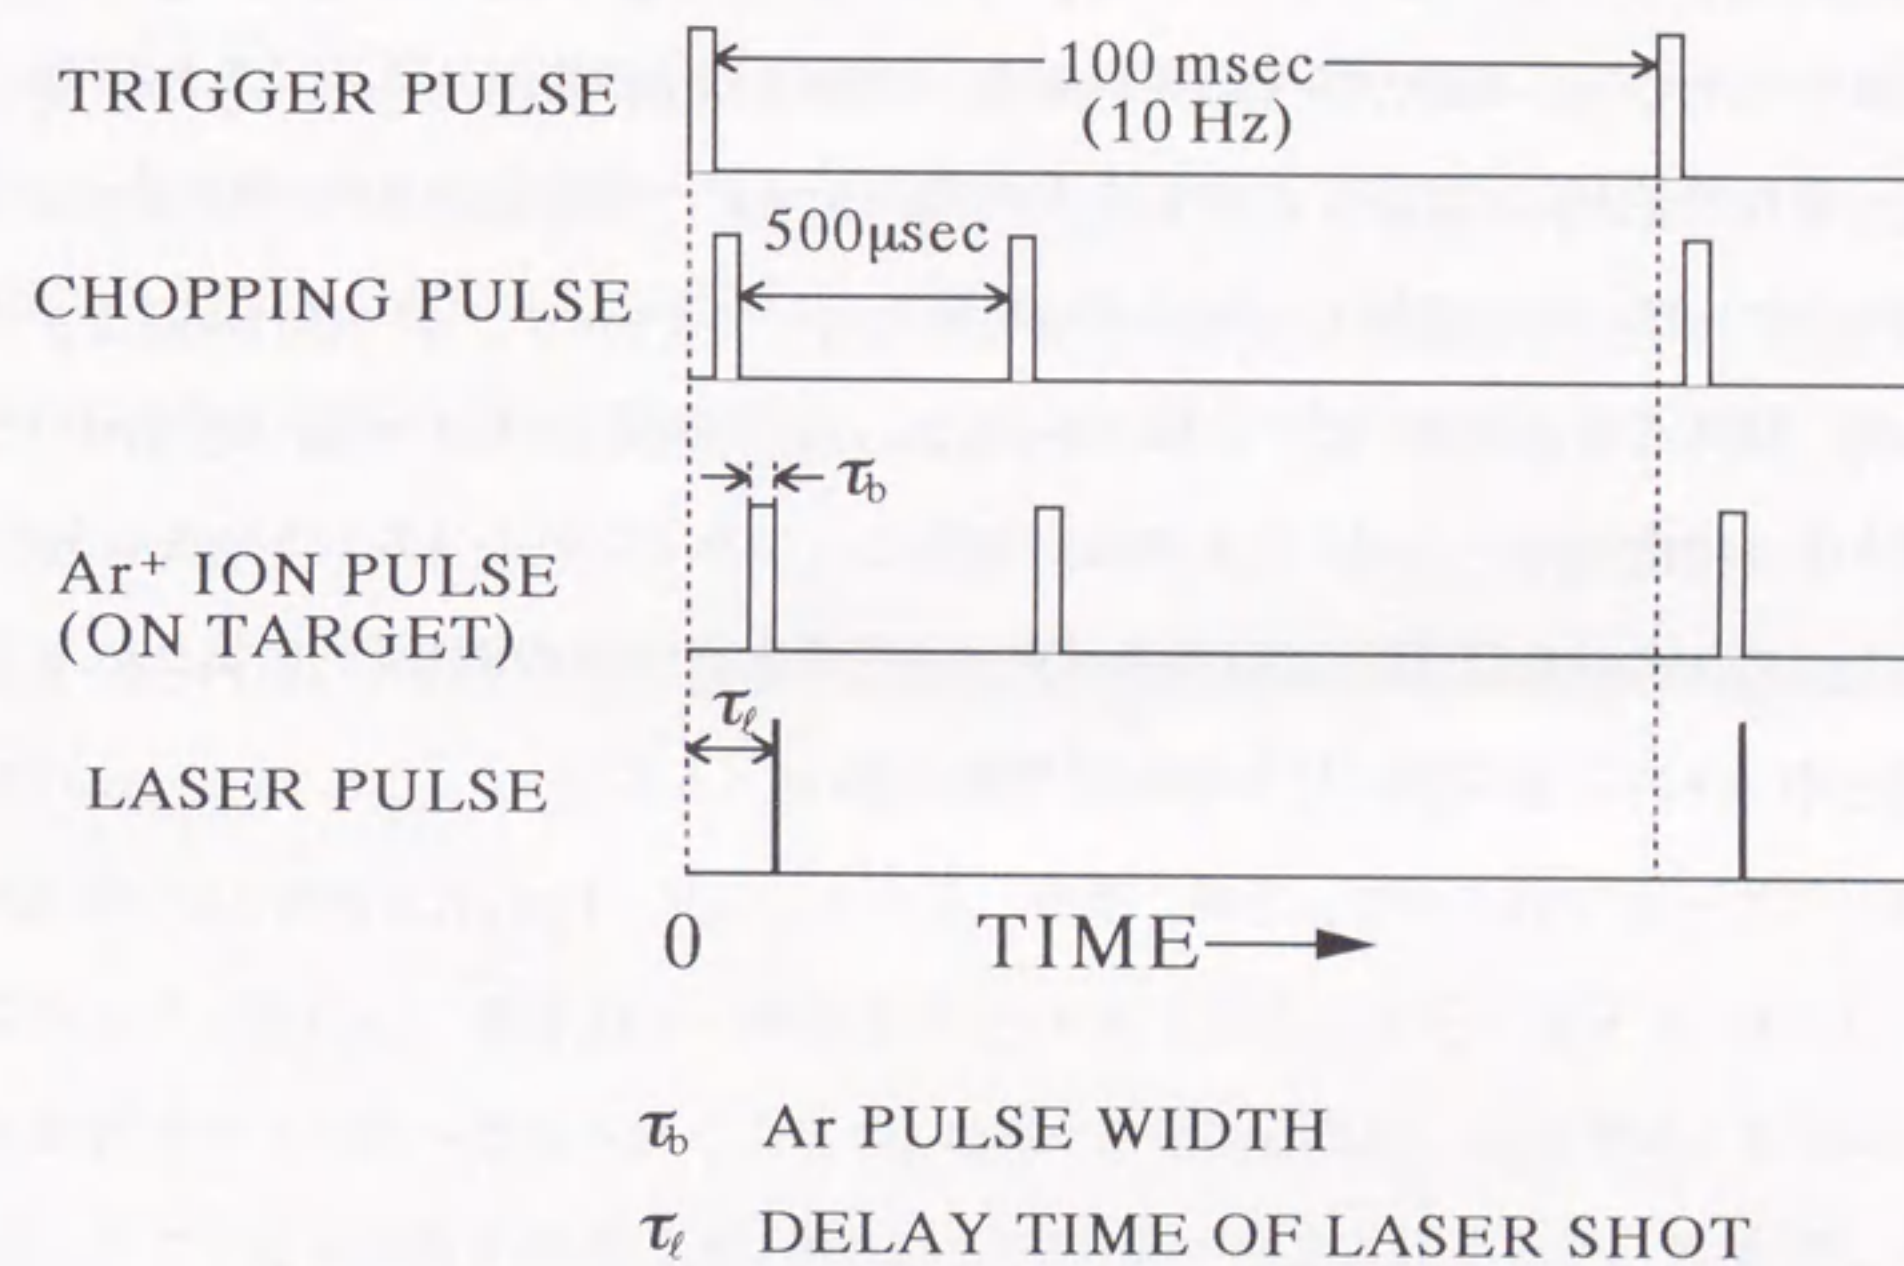 TRIGGER PULSE
100 msec
(10 Hz)
CHOPPING PULSE
500μsec
τb
Ar+ ION PULSE
(ON TARGET)
τℓ
LASER PULSE
0
TIME
τb Ar PULSE WIDTH
τℓ DELAY TIME OF LASER SHOT